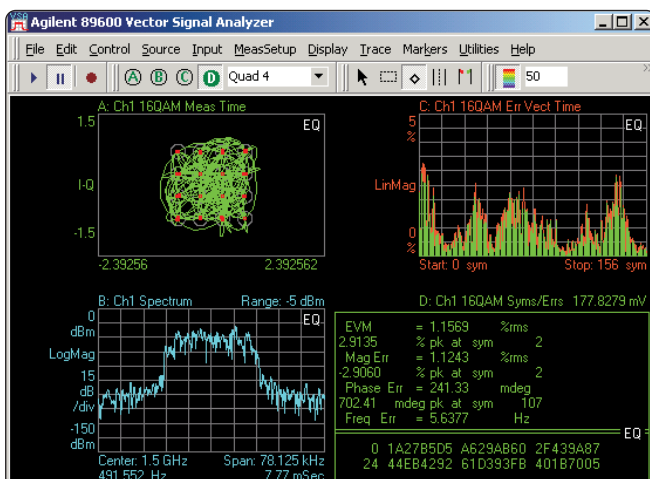 VSA
Agilent 89600 Vector Signal Analyzer
File Edit Control Source Input MeasSetup Display Trace Markers Utilities Help
A B C D Quad 4 50
A: Ch1 16QAM Meas Time
1.5
EQ
I-Q
-1.5
-2.39256 2.392562
C: Ch1 16QAM Err Vect Time
5
%
EQ
LinMag
0
%
Start: 0 sym Stop: 156 sym
B: Ch1 Spectrum Range: -5 dBm
0
dBm
EQ
LogMag
15
dB
/div
-150
dBm
Center: 1.5 GHz Span: 78.125 kHz
491.552 Hz 7.77 mSec
D: Ch1 16QAM Syms/Errs 177.8279 mV
EVM = 1.1569 %rms
2.9135 % pk at sym 2
Mag Err = 1.1243 %rms
-2.9060 % pk at sym 2
Phase Err = 241.33 mdeg
702.41 mdeg pk at sym 107
Freq Err = 5.6377 Hz
EQ
0 1A27B5D5 A629AB60 2F439A87
24 44EB4292 61D393FB 401B7005